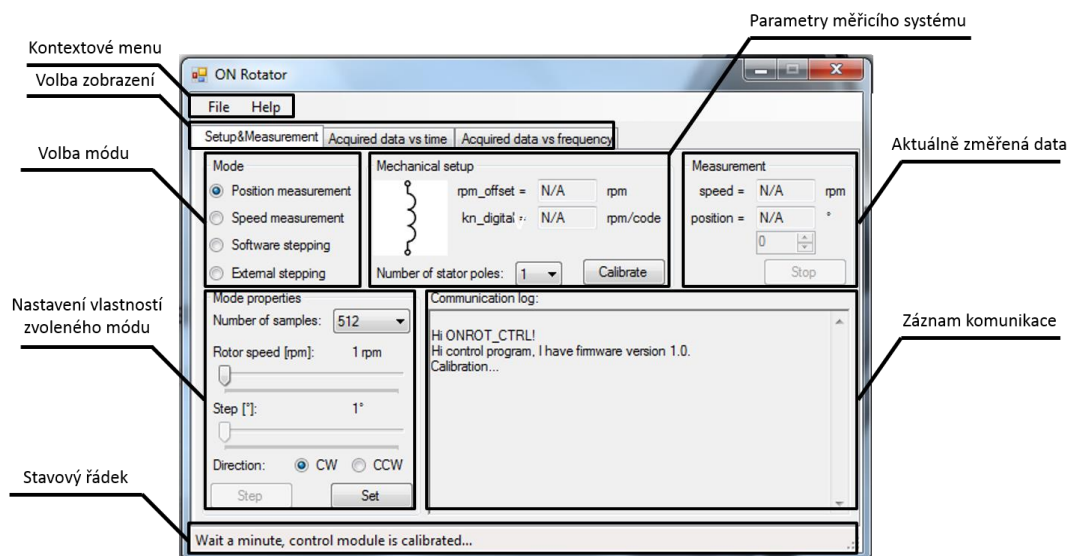 Parametry měřicího systému
Kontextové menu
Volba zobrazení
Volba módu
Nastavení vlastností
zvoleného módu
Stavový řádek
Aktuálně změřená data
Záznam komunikace
ON Rotator
File Help
Setup&Measurement Acquired data vs time Acquired data vs frequency
Mode
Position measurement
Speed measurement
Software stepping
External stepping
Mechanical setup
rpm_offset = N/A rpm
kn_digital = N/A rpm/code
Number of stator poles: 1 Calibrate
Measurement
speed = N/A rpm
position = N/A °
0
Stop
Mode properties
Number of samples: 512
Rotor speed [rpm]: 1 rpm
Step [°]: 1°
Direction: CW CCW
Step Set
Communication log:
Hi ONROT_CTRL!
Hi control program, I have firmware version 1.0.
Calibration...
Wait a minute, control module is calibrated...